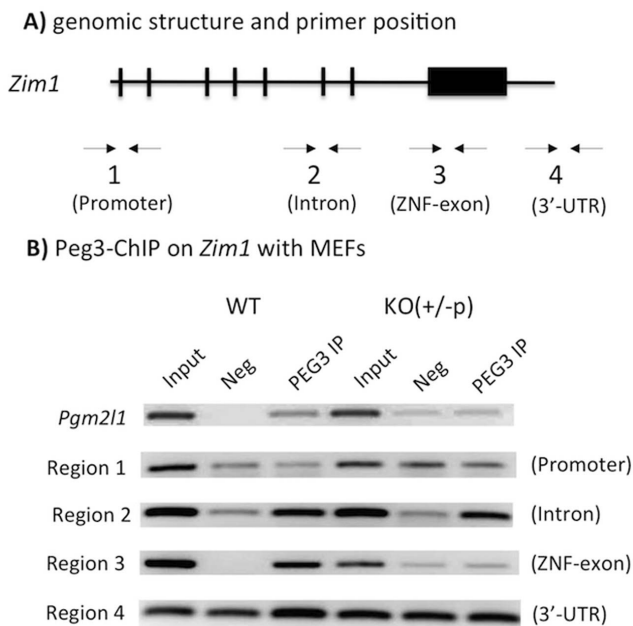 A) genomic structure and primer position
Zim1
1 2 3 4
(Promoter) (Intron) (ZNF-exon) (3’-UTR)
B) Peg3-ChIP on Zim1 with MEFs
WT KO(+/-p)
Input Neg PEG3 IP Input Neg PEG3 IP
Pgm2l1
Region 1 (Promoter)
Region 2 (Intron)
Region 3 (ZNF-exon)
Region 4 (3’-UTR)